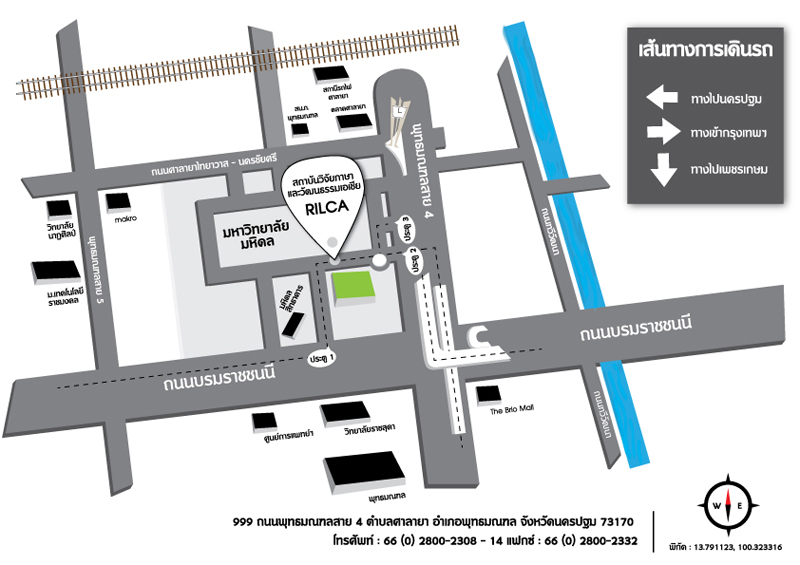 เส้นทางการเดินรถ
ทางไปนครปฐม
ทางเข้ากรุงเทพฯ
ทางไปเพชรเกษม
สถานีรถไฟ
ศาลายา
ตลาดศาลายา
สน.ภ.
พุทธมณฑล
L
พุทธมณฑลสาย 4
ถนนศาลายาไทยาวาส - นครชัยศรี
สถาบันวิจัยภาษา
และวัฒนธรรมเอเชีย
RILCA
มหาวิทยาลัย
มหิดล
makro
วิทยาลัย
นาฏศิลป์
พุทธมณฑลสาย 5
ม.เทคโนโลยี
ราชมงคล
ประตู 3
ประตู 2
มหิดล
สิทธาคาร
ประตู 1
ถนนทวีวัฒนา
ถนนบรมราชชนนี
ถนนบรมราชชนนี
ถนนทวีวัฒนา
The Brio Mall
ศูนย์การแพทย์ฯ
วิทยาลัยราชสุดา
พุทธมณฑล
999 ถนนพุทธมณฑลสาย 4 ตำบลศาลายา อำเภอพุทธมณฑล จังหวัดนครปฐม 73170
โทรศัพท์ : 66 (0) 2800-2308 - 14 แฟกซ์ : 66 (0) 2800-2332
W E
พิกัด : 13.791123, 100.323316